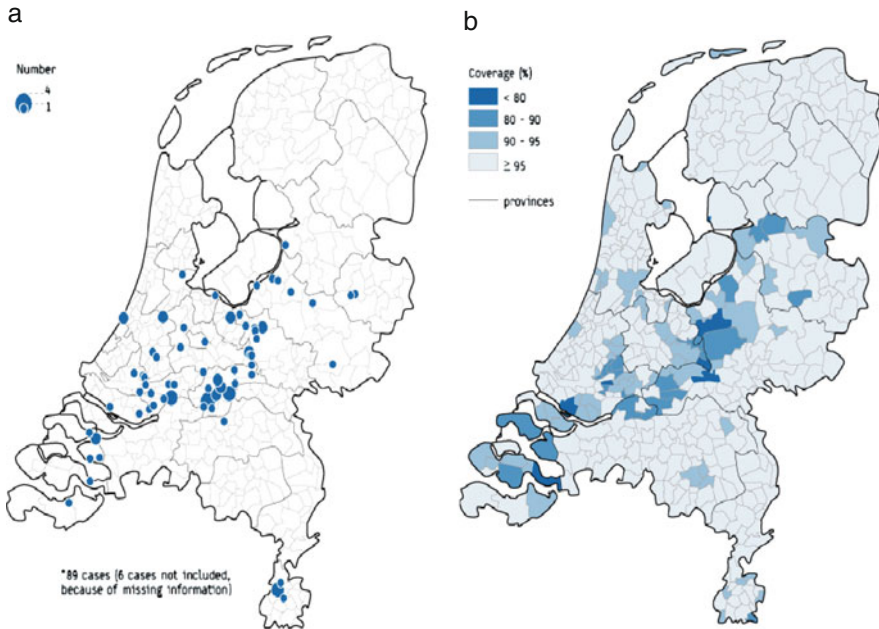 a
Number
4
1
*89 cases (6 cases not included,
because of missing information)
b
Coverage (%)
< 80
80 - 90
90 - 95
≥ 95
provinces